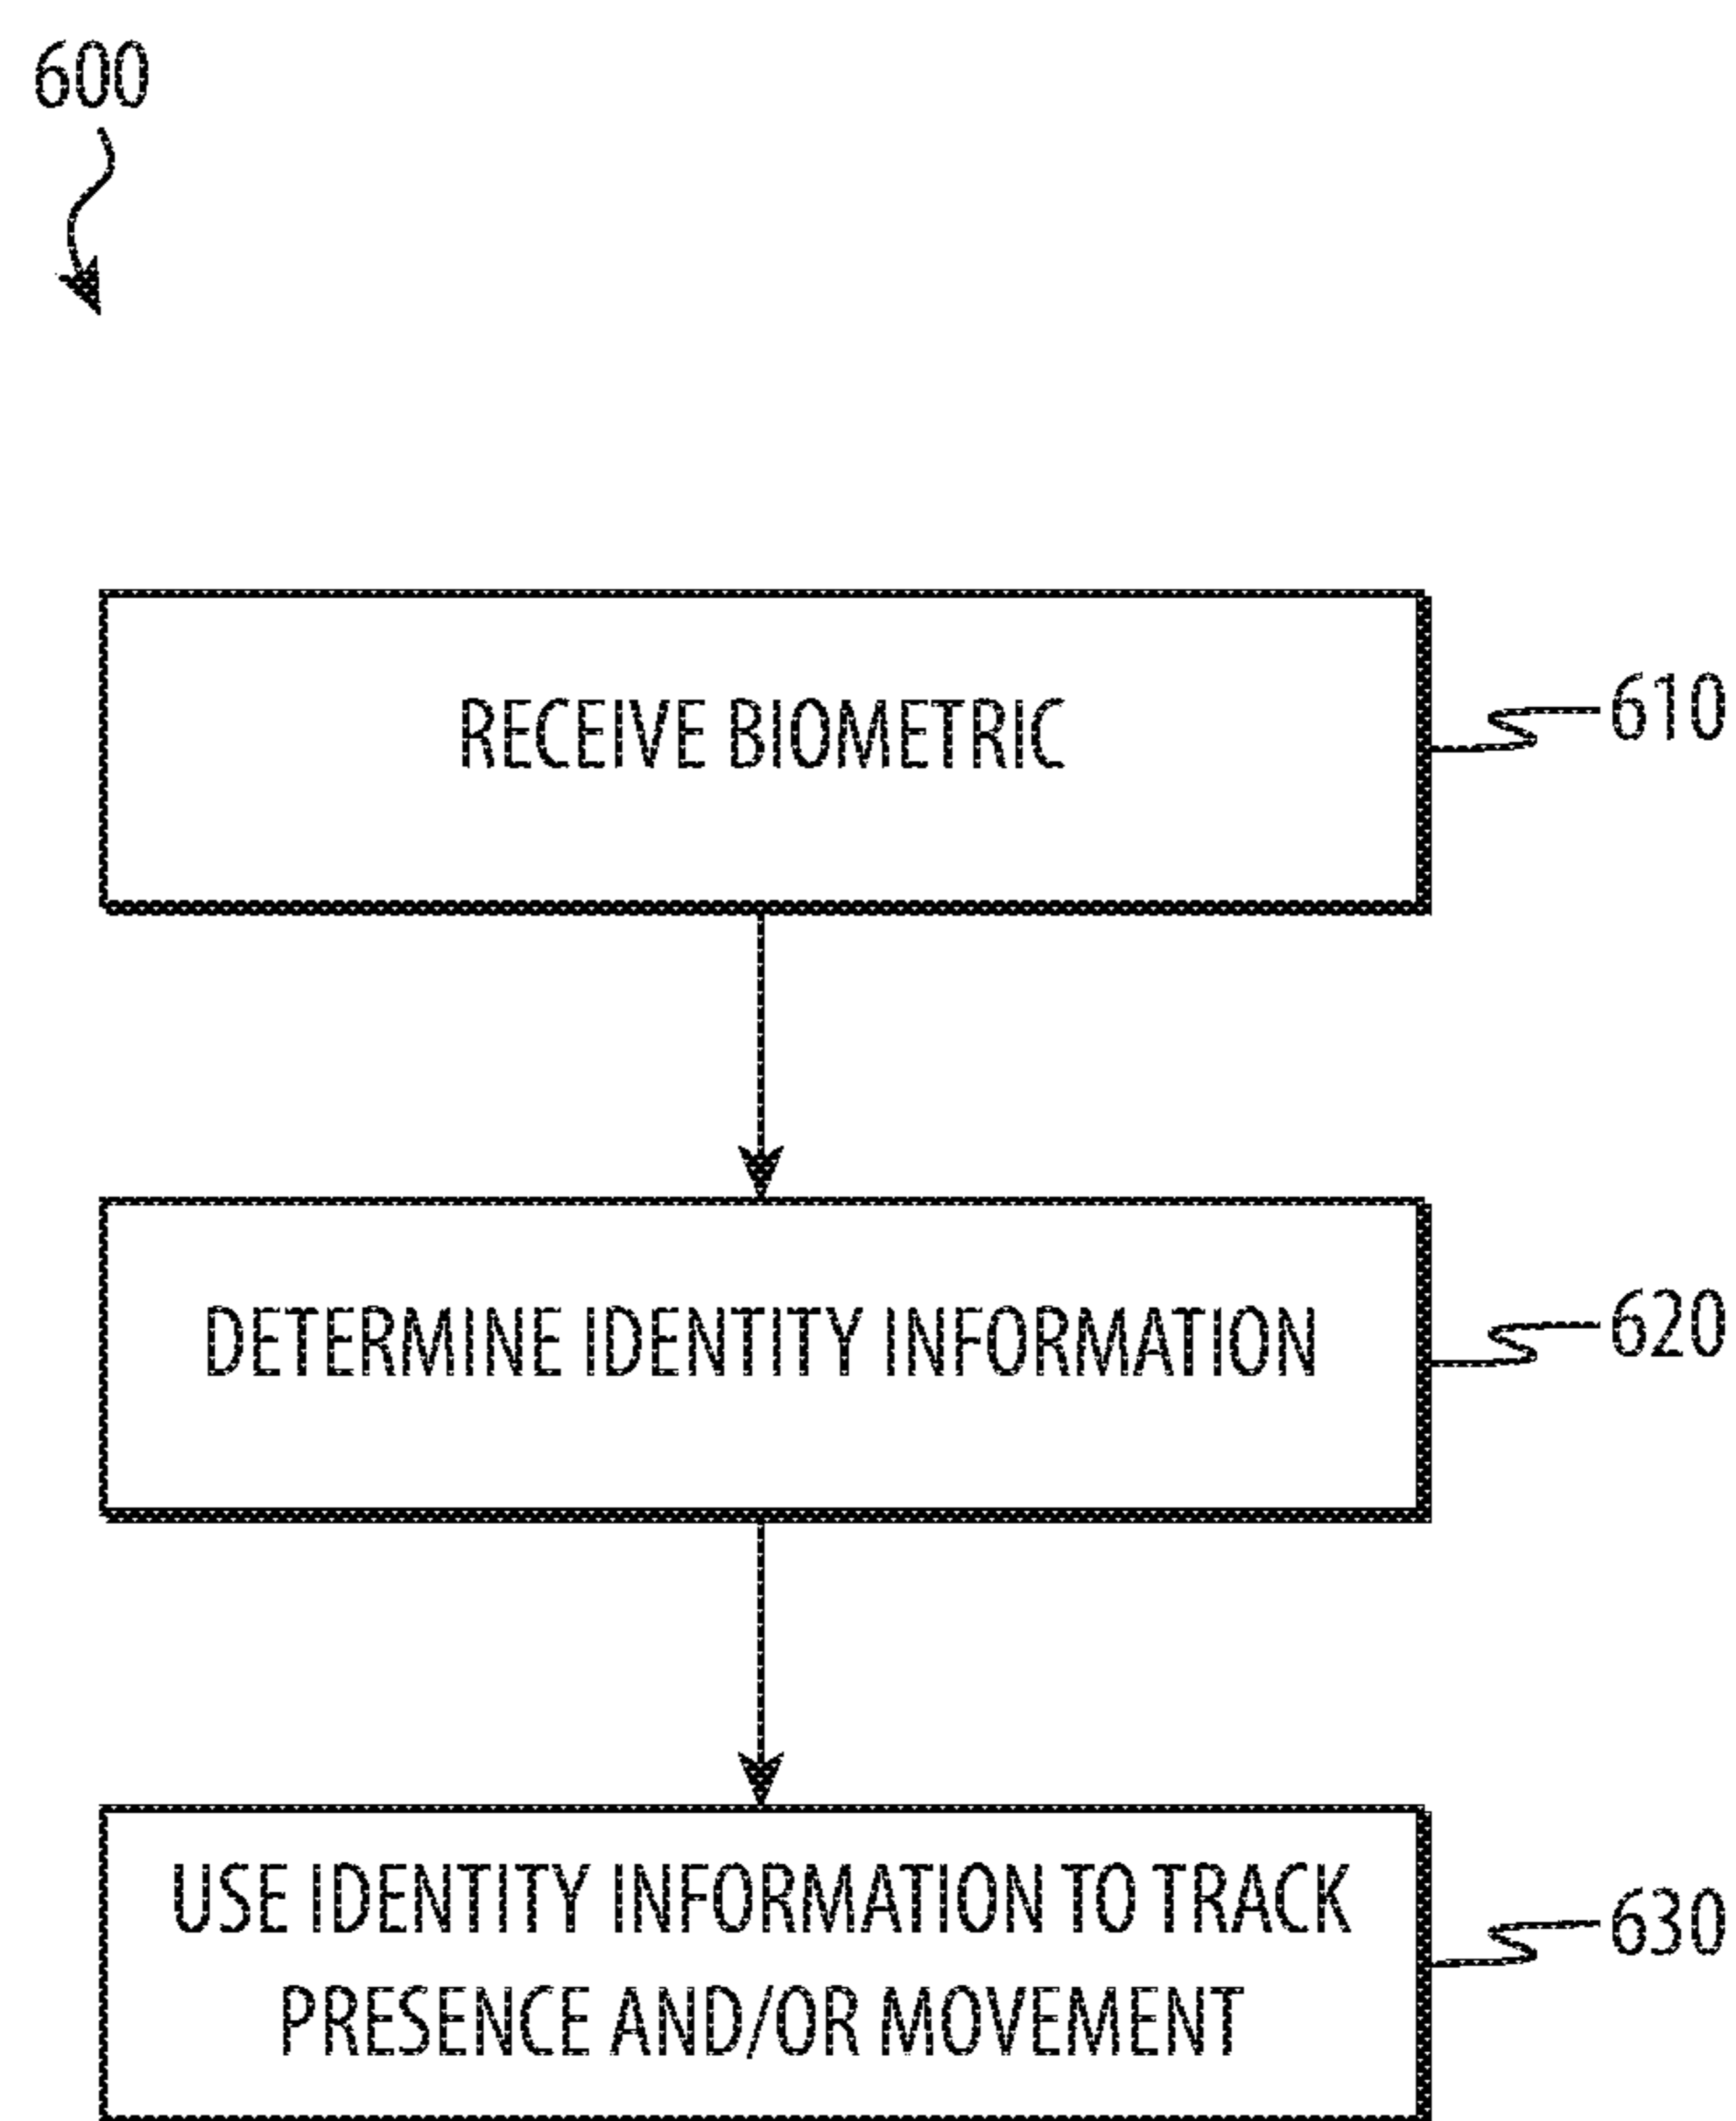 600
RECEIVE BIOMETRIC
610
DETERMINE IDENTITY INFORMATION
620
USE IDENTITY INFORMATION TO TRACK
PRESENCE AND/OR MOVEMENT
630